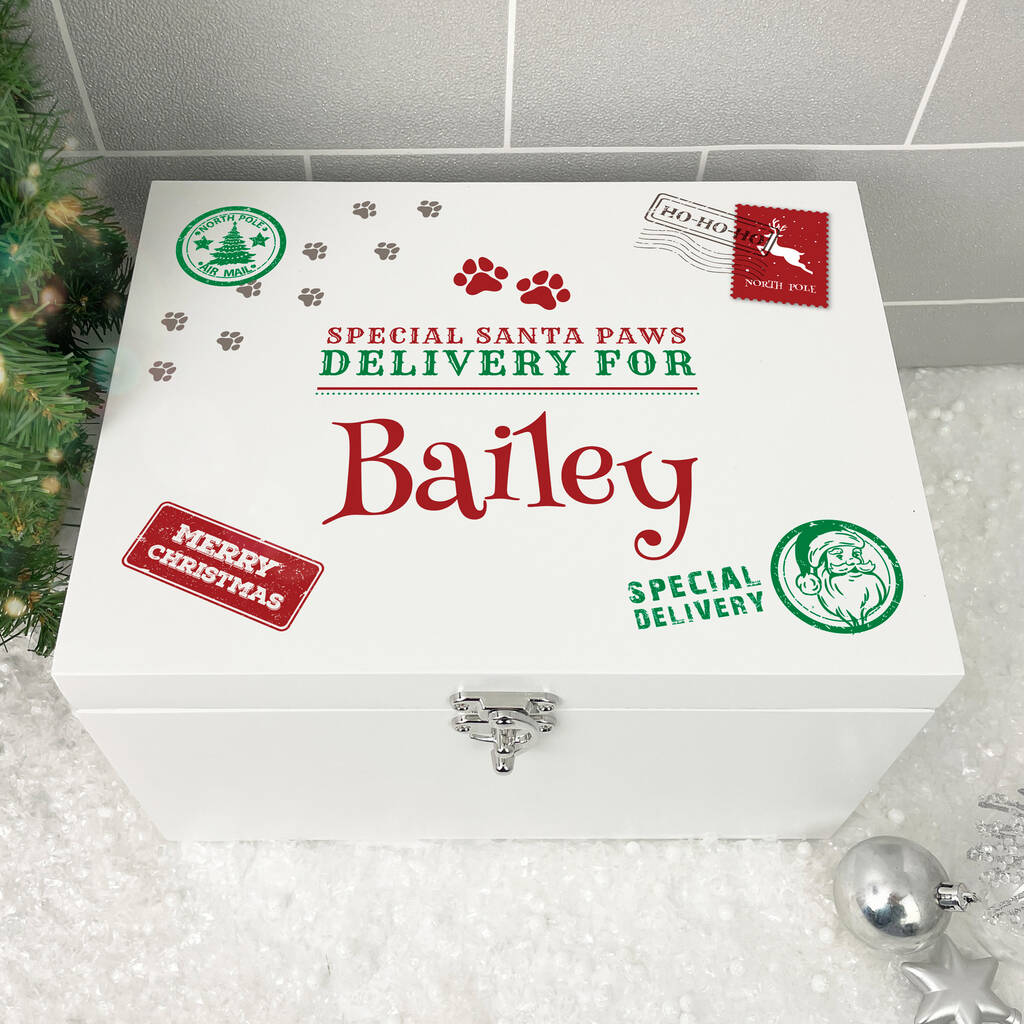 NORTH POLE
AIR MAIL
HO-HO-HO
NORTH POLE
SPECIAL SANTA PAWS
DELIVERY FOR
Bailey
MERRY
CHRISTMAS
SPECIAL
DELIVERY